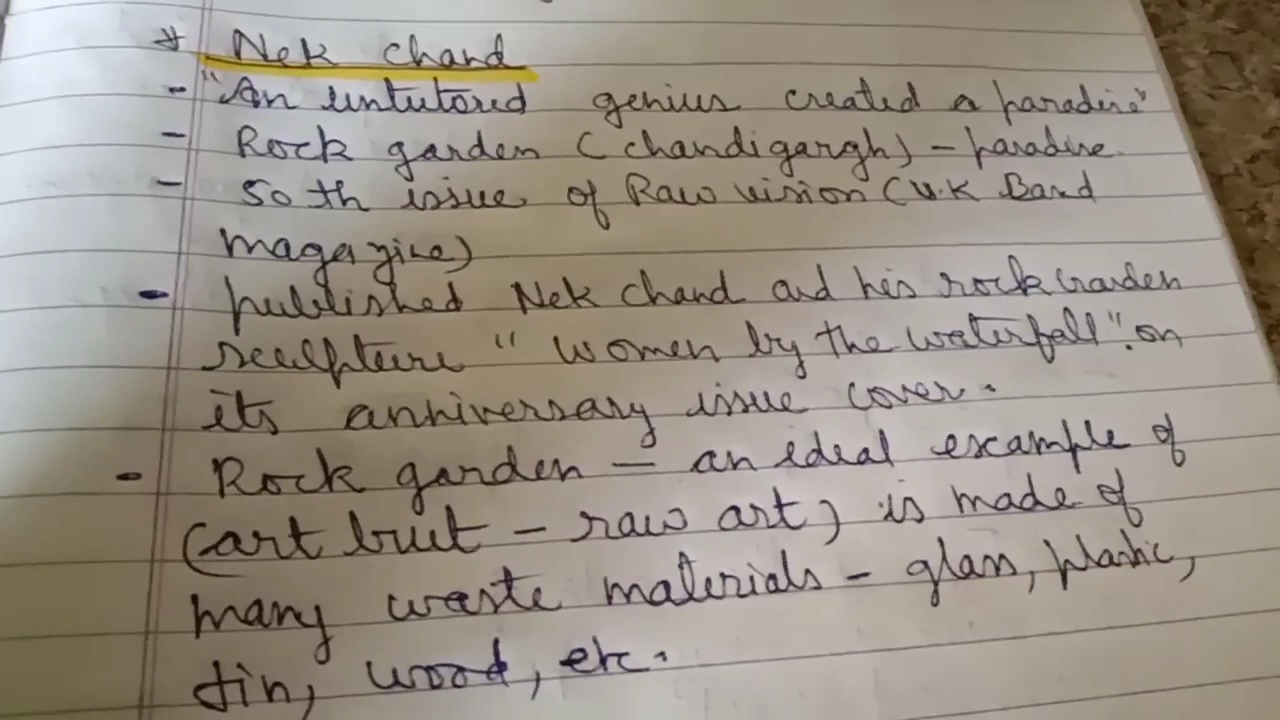 * Nek Chand
- "An untutored genius created a paradise"
- Rock garden (Chandigargh) - paradise
- 50th issue of Raw vision (U.K Band
magazine)
- published Nek Chand and his rock Garden
sculpture "Women by the waterfall". on
its anniversary issue cover.
- Rock garden - an ideal example of
(art brut - raw art) is made of
many waste materials - glass, plastic,
tin, wood, etc.